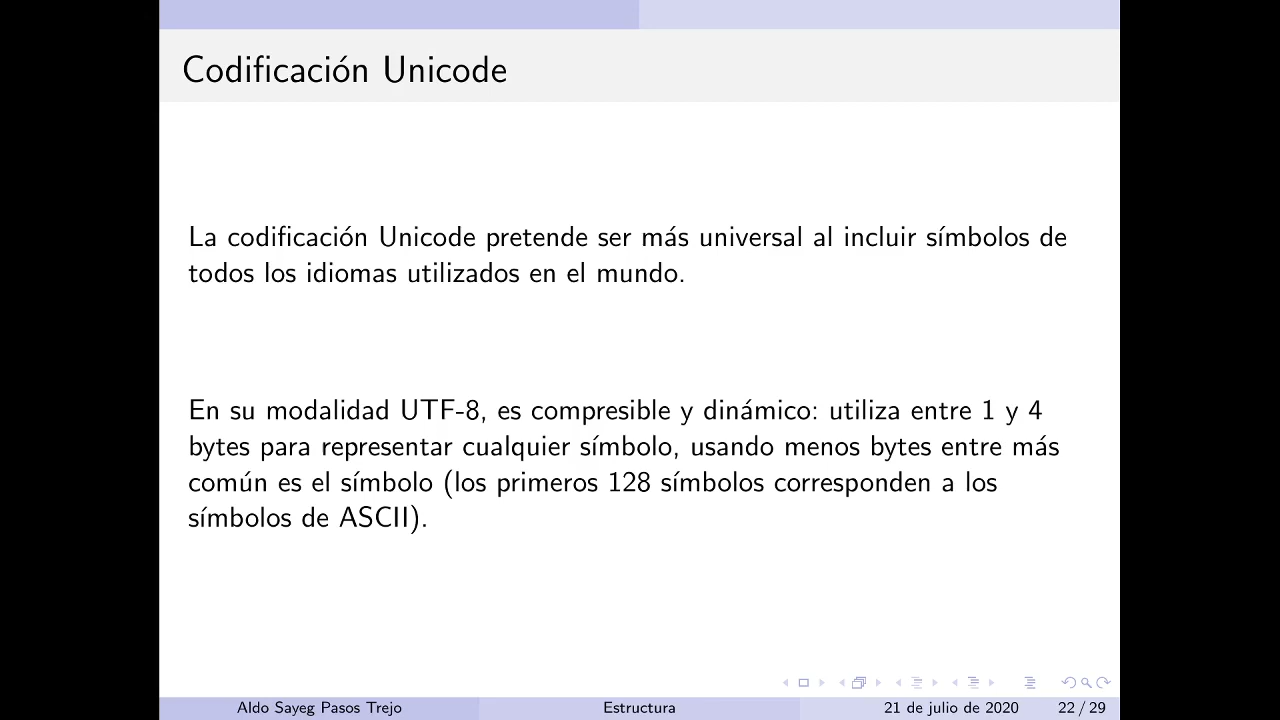 Codificación Unicode
La codificación Unicode pretende ser más universal al incluir símbolos de
todos los idiomas utilizados en el mundo.
En su modalidad UTF-8, es compresible y dinámico: utiliza entre 1 y 4
bytes para representar cualquier símbolo, usando menos bytes entre más
común es el símbolo (los primeros 128 símbolos corresponden a los
símbolos de ASCII).
Aldo Sayeg Pasos Trejo Estructura 21 de julio de 2020 22 / 29